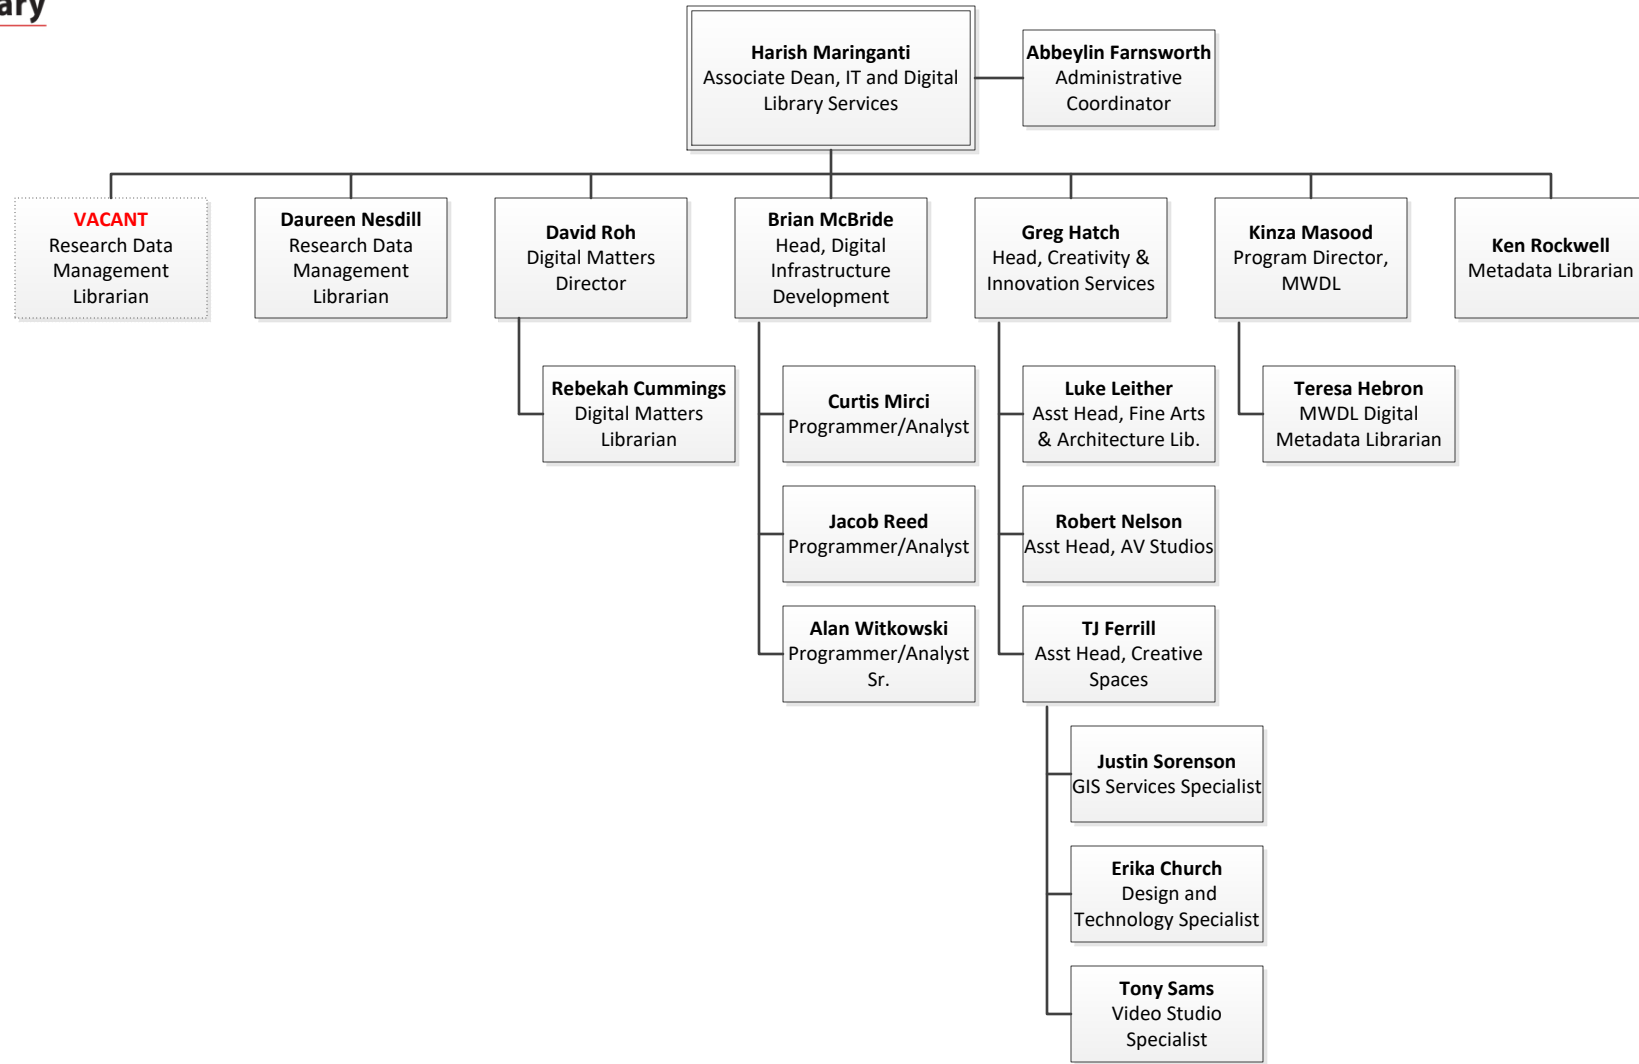 Harish Maringanti
Associate Dean, IT and Digital
Library Services
Abbeylin Farnsworth
Administrative
Coordinator
VACANT
Research Data
Management
Librarian
Daureen Nesdill
Research Data
Management
Librarian
David Roh
Digital Matters
Director
Brian McBride
Head, Digital
Infrastructure
Development
Greg Hatch
Head, Creativity &
Innovation Services
Kinza Masood
Program Director,
MWDL
Ken Rockwell
Metadata Librarian
Rebekah Cummings
Digital Matters
Librarian
Curtis Mirci
Programmer/Analyst
Luke Leither
Asst Head, Fine Arts
& Architecture Lib.
Teresa Hebron
MWDL Digital
Metadata Librarian
Jacob Reed
Programmer/Analyst
Robert Nelson
Asst Head, AV Studios
Alan Witkowski
Programmer/Analyst
Sr.
TJ Ferrill
Asst Head, Creative
Spaces
Justin Sorenson
GIS Services Specialist
Erika Church
Design and
Technology Specialist
Tony Sams
Video Studio
Specialist